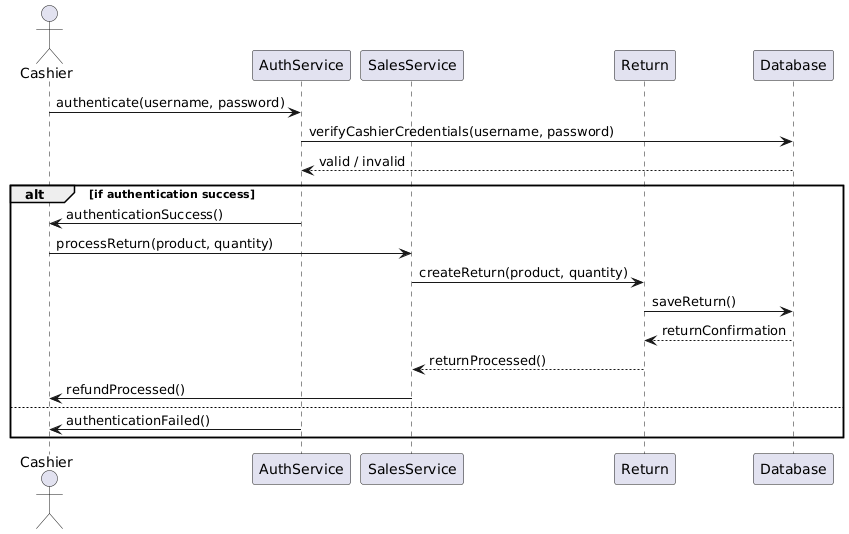 Cashier
AuthService SalesService Return Database
authenticate(username, password)
verifyCashierCredentials(username, password)
valid / invalid
alt [if authentication success]
authenticationSuccess()
processReturn(product, quantity)
createReturn(product, quantity)
saveReturn()
returnConfirmation
returnProcessed()
refundProcessed()
authenticationFailed()
Cashier
AuthService SalesService Return Database